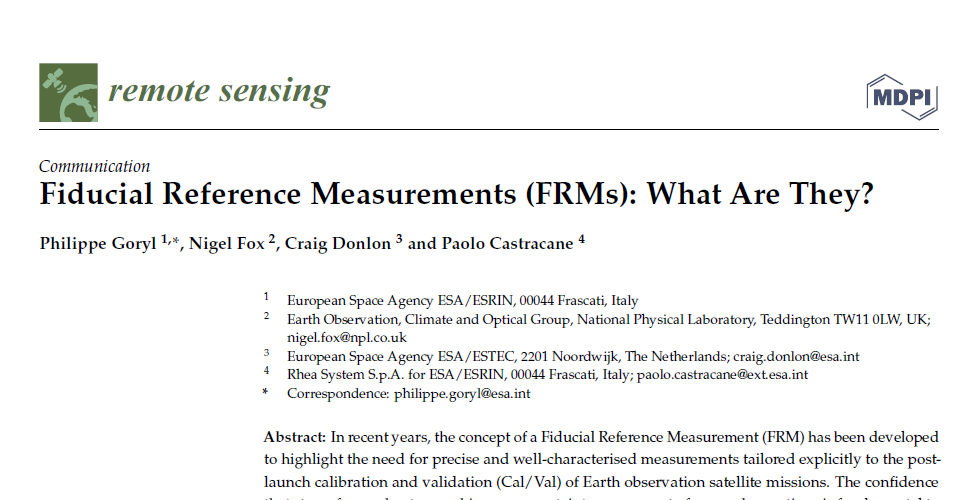 remote sensing
MDPI
Communication
Fiducial Reference Measurements (FRMs): What Are They?
Philippe Goryl 1,*, Nigel Fox 2, Craig Donlon 3 and Paolo Castracane 4
1 European Space Agency ESA/ESRIN, 00044 Frascati, Italy
2 Earth Observation, Climate and Optical Group, National Physical Laboratory, Teddington TW11 0LW, UK;
nigel.fox@npl.co.uk
3 European Space Agency ESA/ESTEC, 2201 Noordwijk, The Netherlands; craig.donlon@esa.int
4 Rhea System S.p.A. for ESA/ESRIN, 00044 Frascati, Italy; paolo.castracane@ext.esa.int
* Correspondence: philippe.goryl@esa.int
Abstract: In recent years, the concept of a Fiducial Reference Measurement (FRM) has been developed
to highlight the need for precise and well-characterised measurements tailored explicitly to the post-
launch calibration and validation (Cal/Val) of Earth observation satellite missions. The confidence